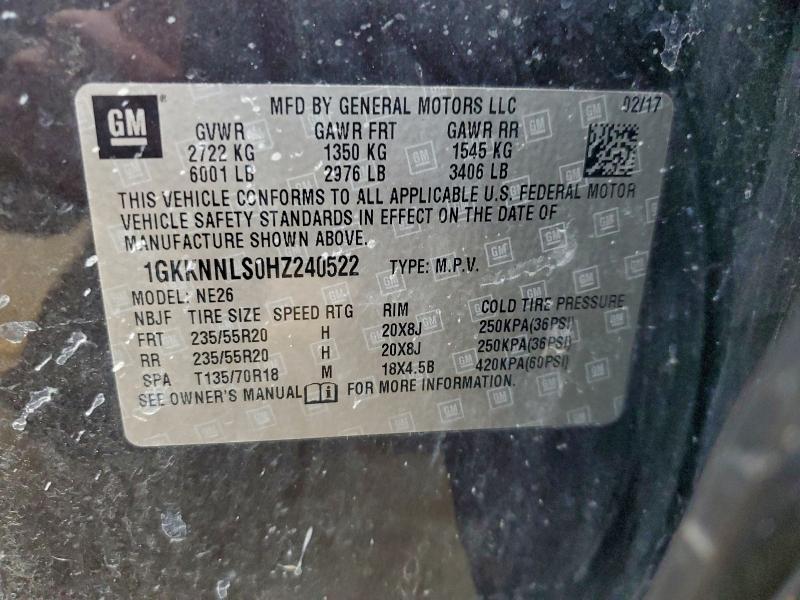 GM
MFD BY GENERAL MOTORS LLC 02/17
GVWR GAWR FRT GAWR RR
2722 KG 1350 KG 1545 KG
6001 LB 2976 LB 3406 LB
THIS VEHICLE CONFORMS TO ALL APPLICABLE U.S. FEDERAL MOTOR
VEHICLE SAFETY STANDARDS IN EFFECT ON THE DATE OF
MANUFACTURE SHOWN ABOVE.
1GKKNNLS0HZ240522 TYPE: M.P.V.
MODEL: NE26
NBJF TIRE SIZE SPEED RTG RIM COLD TIRE PRESSURE
FRT 235/55R20 H 20X8J 250KPA(36PSI)
RR 235/55R20 H 20X8J 250KPA(36PSI)
SPA T135/70R18 M 18X4.5B 420KPA(60PSI)
SEE OWNER'S MANUAL i FOR MORE INFORMATION.